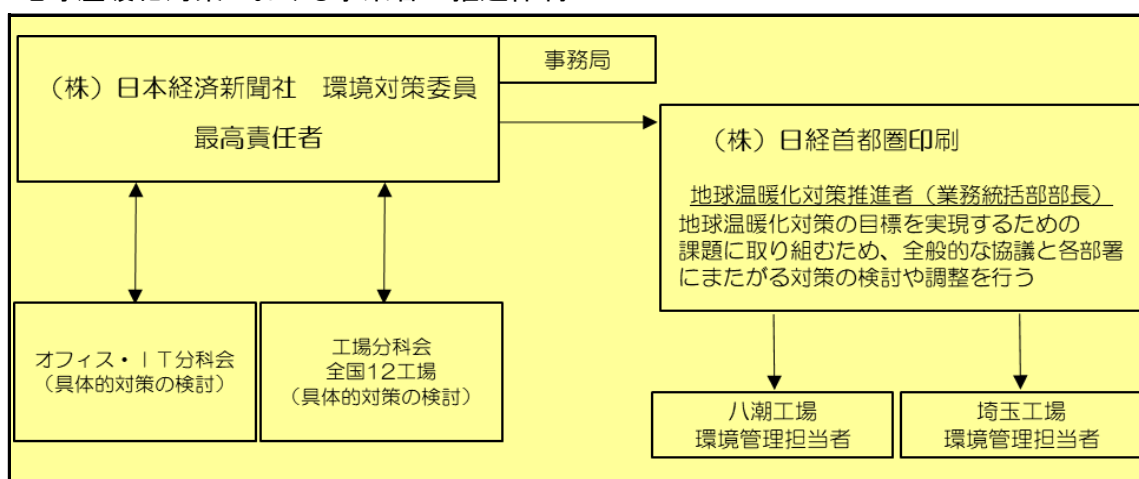 事務局
（株）日本経済新聞社　環境対策委員
最高責任者
（株）日経首都圏印刷
地球温暖化対策推進者（業務統括部部長）
地球温暖化対策の目標を実現するための
課題に取り組むため、全般的な協議と各部署
にまたがる対策の検討や調整を行う
オフィス・ＩＴ分科会
（具体的対策の検討）
工場分科会
全国１２工場
（具体的対策の検討）
八潮工場
環境管理担当者
埼玉工場
環境管理担当者